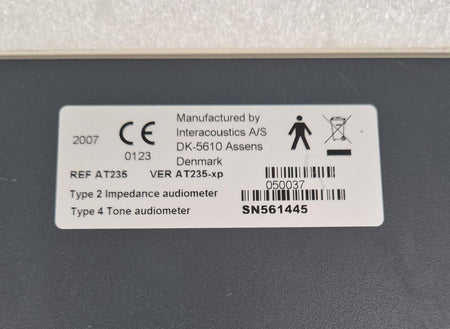 2007
CE
0123
Manufactured by
Interacoustics A/S
DK-5610 Assens
Denmark
REF AT235 VER AT235-xp
050037
Type 2 Impedance audiometer
Type 4 Tone audiometer
SN561445